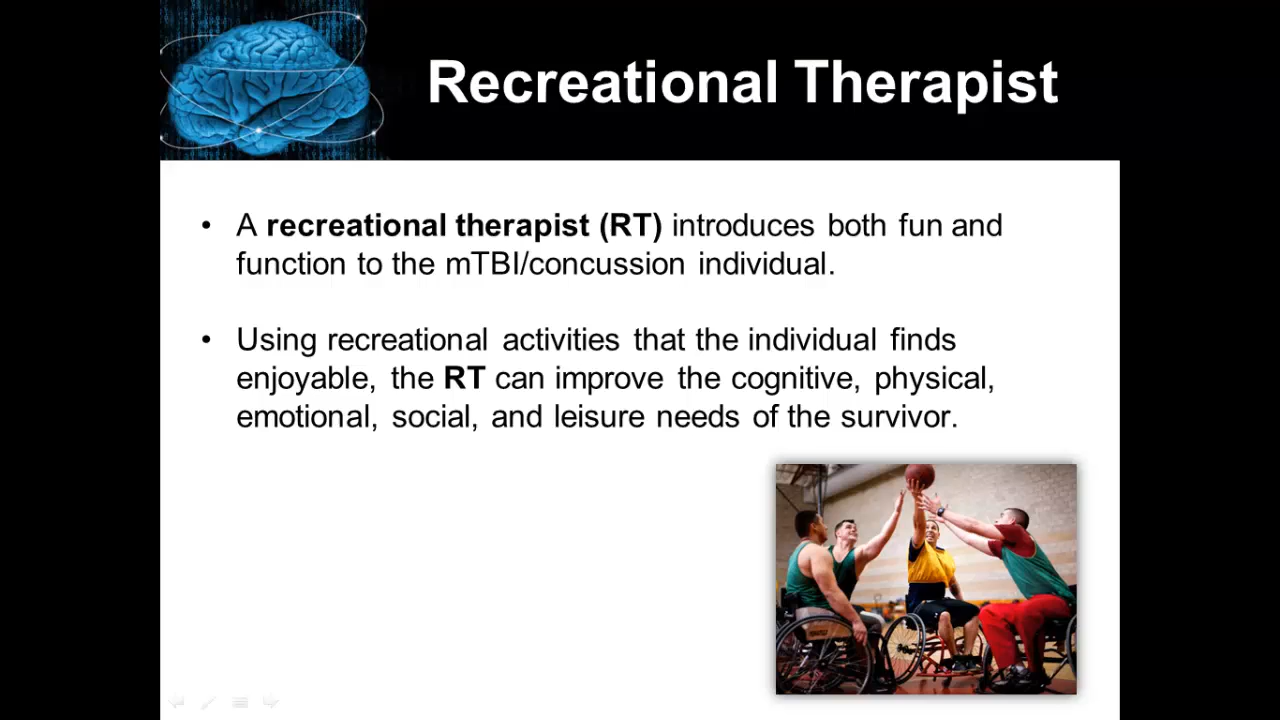 Recreational Therapist
• A recreational therapist (RT) introduces both fun and
function to the mTBI/concussion individual.
• Using recreational activities that the individual finds
enjoyable, the RT can improve the cognitive, physical,
emotional, social, and leisure needs of the survivor.